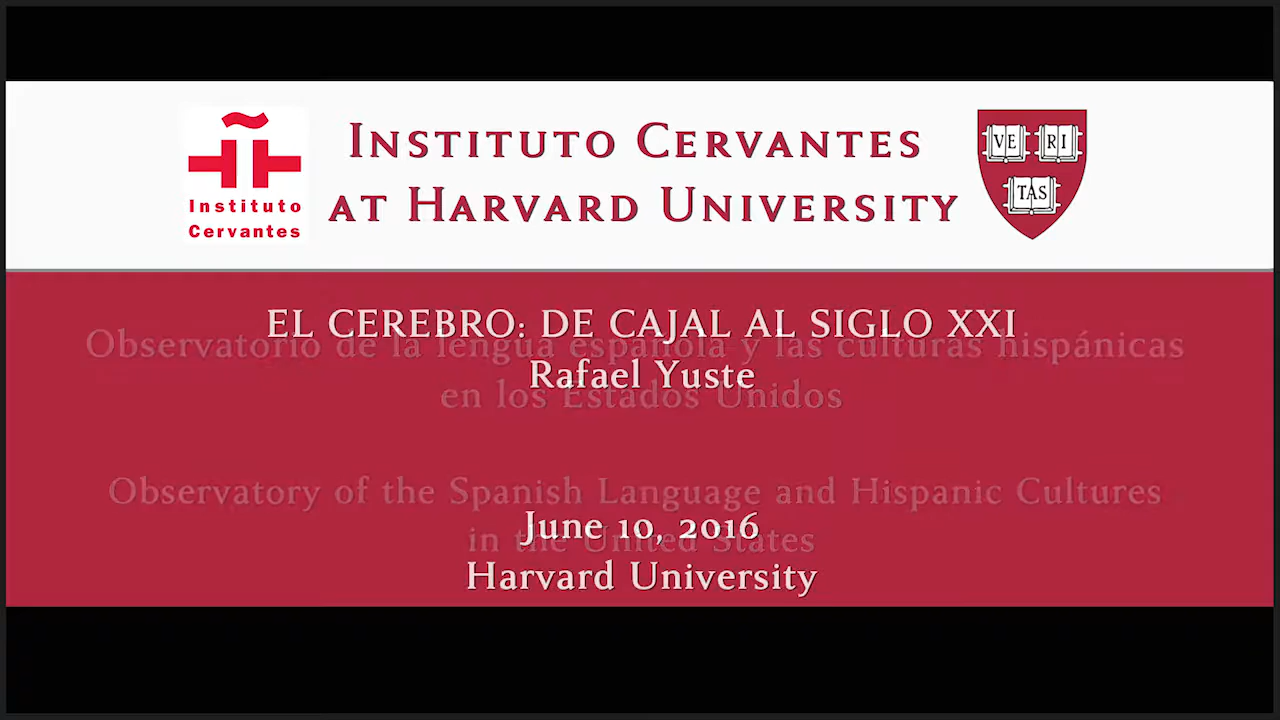 Instituto
Cervantes
INSTITUTO CERVANTES
AT HARVARD UNIVERSITY
VE RI
TAS
EL CEREBRO: DE CAJAL AL SIGLO XXI
Observatorio de la lengua española y las culturas hispánicas
Rafael Yuste
en los Estados Unidos
Observatory of the Spanish Language and Hispanic Cultures
June 10, 2016
in the United States
Harvard University